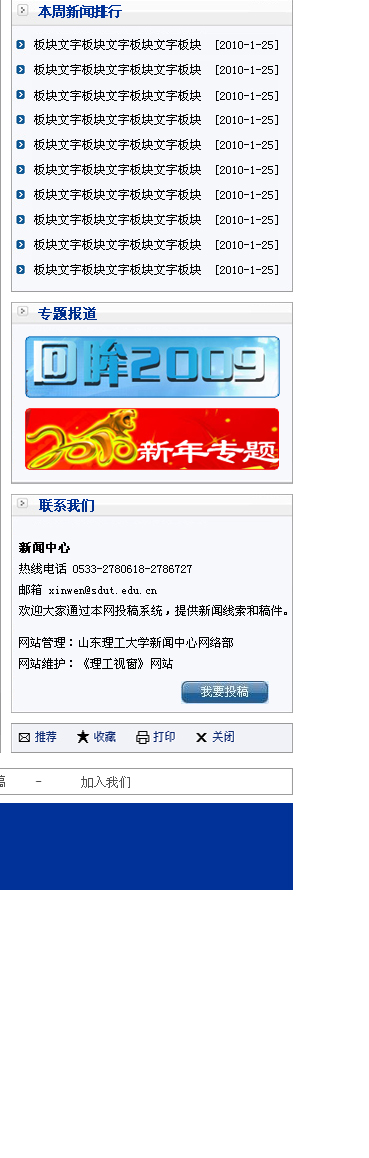 本周新闻排行
板块文字板块文字板块文字板块 [2010-1-25]
板块文字板块文字板块文字板块 [2010-1-25]
板块文字板块文字板块文字板块 [2010-1-25]
板块文字板块文字板块文字板块 [2010-1-25]
板块文字板块文字板块文字板块 [2010-1-25]
板块文字板块文字板块文字板块 [2010-1-25]
板块文字板块文字板块文字板块 [2010-1-25]
板块文字板块文字板块文字板块 [2010-1-25]
板块文字板块文字板块文字板块 [2010-1-25]
板块文字板块文字板块文字板块 [2010-1-25]
专题报道
回眸2009
2010新年专题
联系我们
新闻中心
热线电话 0533-2780618-2786727
邮箱 xinwen@sdut.edu.cn
欢迎大家通过本网投稿系统，提供新闻线索和稿件。
网站管理：山东理工大学新闻中心网络部
网站维护：《理工视窗》网站
我要投稿
推荐 收藏 打印 关闭
- 加入我们